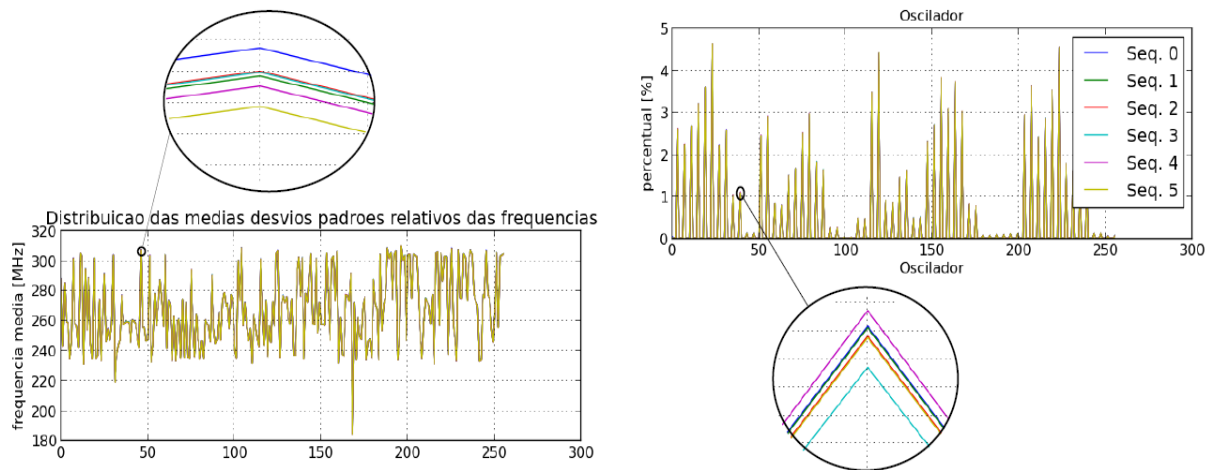 Distribuicao das medias desvios padroes relativos das frequencias
frequencia media [MHz]
320
300
280
260
240
220
200
180
0
50
100
150
200
250
300
Oscilador
percentual [%]
5
4
3
2
1
0
0
50
100
150
200
250
300
Oscilador
Seq. 0
Seq. 1
Seq. 2
Seq. 3
Seq. 4
Seq. 5